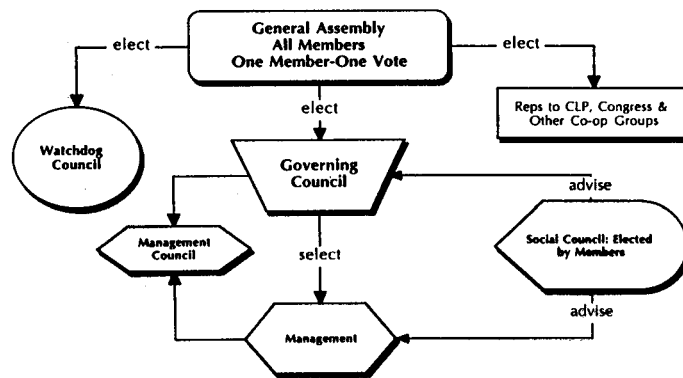 General Assembly
All Members
One Member-One Vote
elect
elect
elect
Reps to CLP, Congress &
Other Co-op Groups
Watchdog
Council
Governing
Council
advise
Management
Council
Social Council: Elected
by Members
select
advise
Management